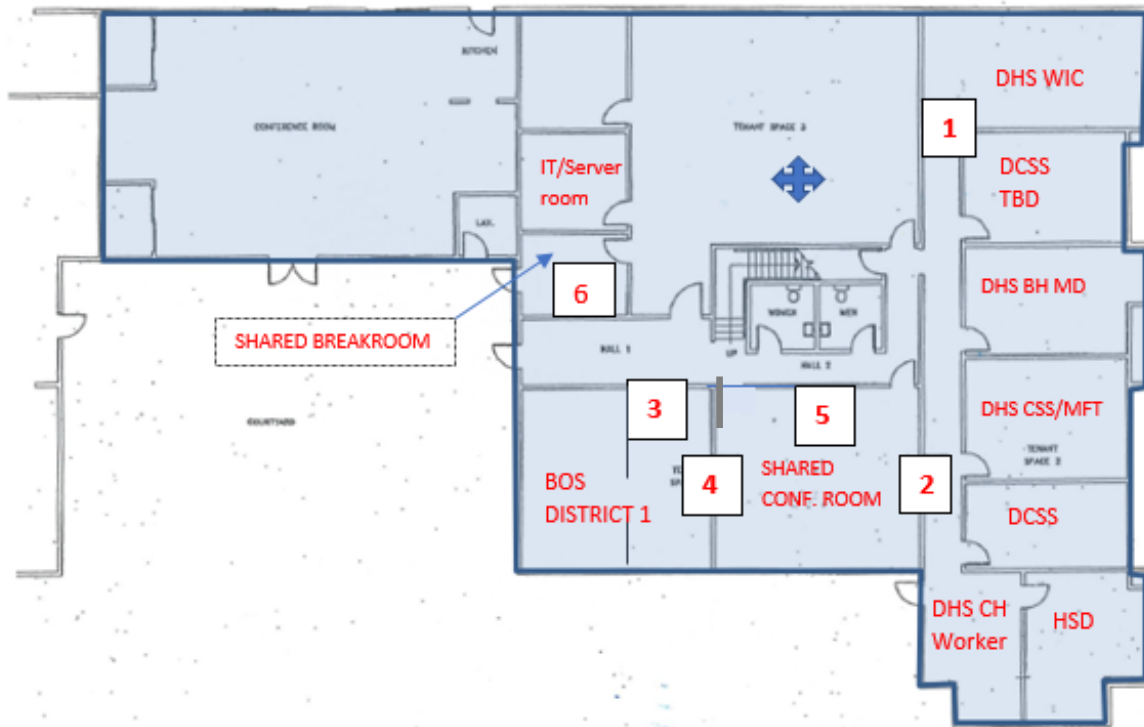 KITCHEN
CONFERENCE ROOM
LAV.
IT/Server
room
TENANT SPACE 3
DHS WIC
1
DCSS
TBD
DHS BH MD
6
SHARED BREAKROOM
WOMEN
MEN
HALL 1
UP
HALL 2
DHS CSS/MFT
TENANT
SPACE 2
COURTYARD
3
5
4
2
BOS
DISTRICT 1
SHARED
CONF. ROOM
DCSS
DHS CH
Worker
HSD